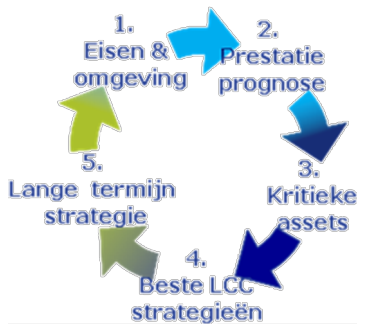 1.
Eisen &
omgeving
2.
Prestatie
prognose
3.
Kritieke
assets
4.
Beste LCC
strategieën
5.
Lange termijn
strategie